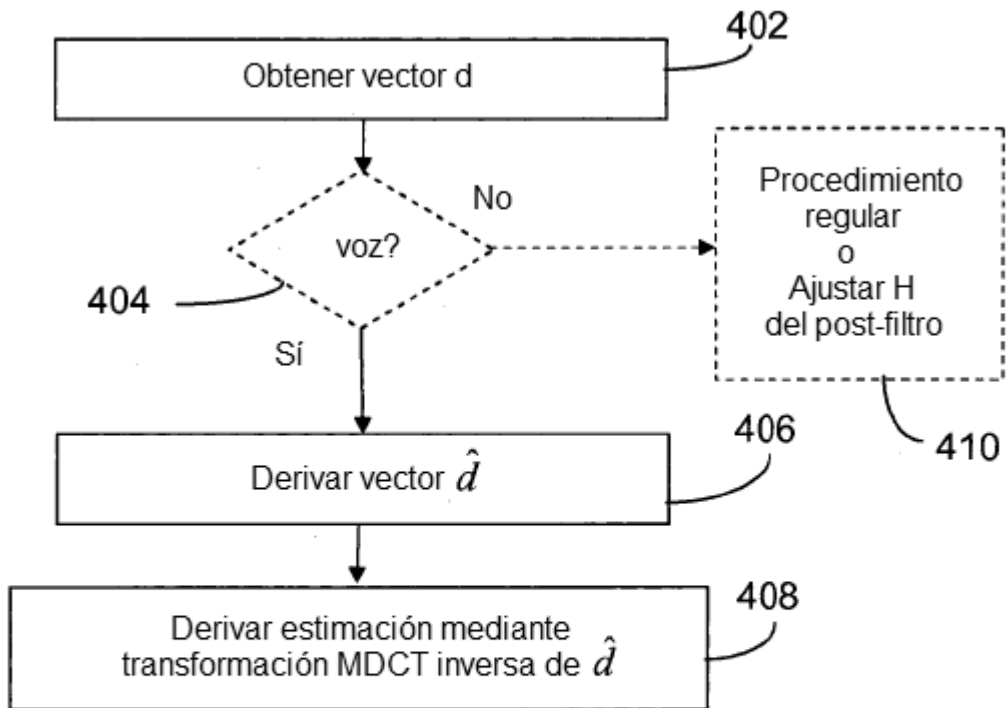 402
Obtener vector d
No
voz?
404
Sí
Procedimiento
regular
o
Ajustar H
del post-filtro
410
406
Derivar vector d̂
408
Derivar estimación mediante
transformación MDCT inversa de d̂